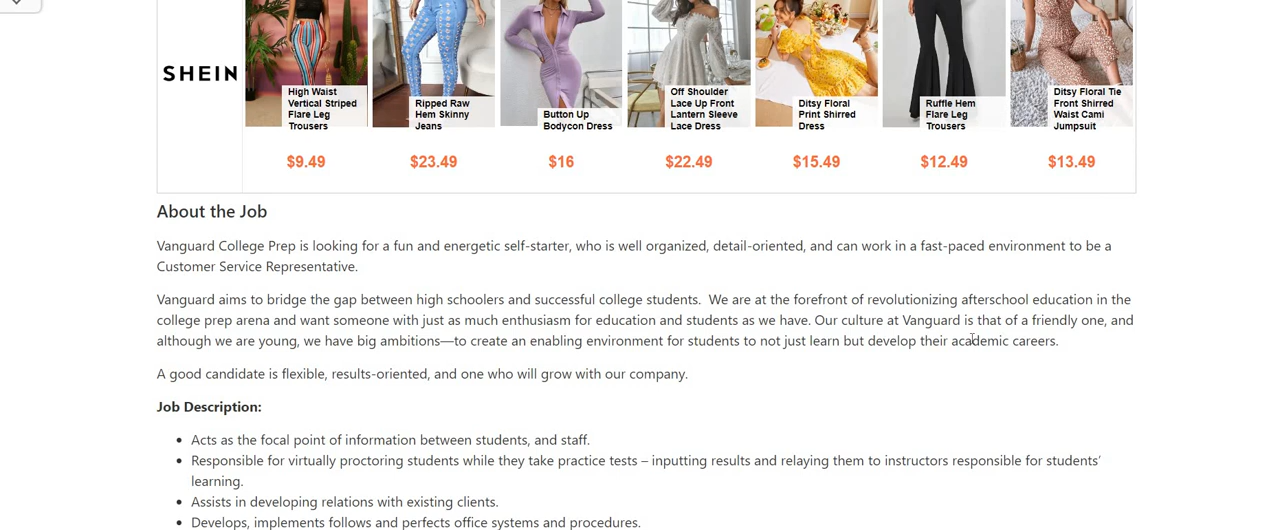 SHEIN
High Waist
Vertical Striped
Flare Leg
Trousers
$9.49
Ripped Raw
Hem Skinny
Jeans
$23.49
Button Up
Bodycon Dress
$16
Off Shoulder
Lace Up Front
Lantern Sleeve
Lace Dress
$22.49
Ditsy Floral
Print Shirred
Dress
$15.49
Ruffle Hem
Flare Leg
Trousers
$12.49
Ditsy Floral Tie
Front Shirred
Waist Cami
Jumpsuit
$13.49
About the Job
Vanguard College Prep is looking for a fun and energetic self-starter, who is well organized, detail-oriented, and can work in a fast-paced environment to be a
Customer Service Representative.
Vanguard aims to bridge the gap between high schoolers and successful college students.  We are at the forefront of revolutionizing afterschool education in the
college prep arena and want someone with just as much enthusiasm for education and students as we have. Our culture at Vanguard is that of a friendly one, and
although we are young, we have big ambitions—to create an enabling environment for students to not just learn but develop their academic careers.
A good candidate is flexible, results-oriented, and one who will grow with our company.
Job Description:
• Acts as the focal point of information between students, and staff.
• Responsible for virtually proctoring students while they take practice tests – inputting results and relaying them to instructors responsible for students’
learning.
• Assists in developing relations with existing clients.
• Develops, implements follows and perfects office systems and procedures.